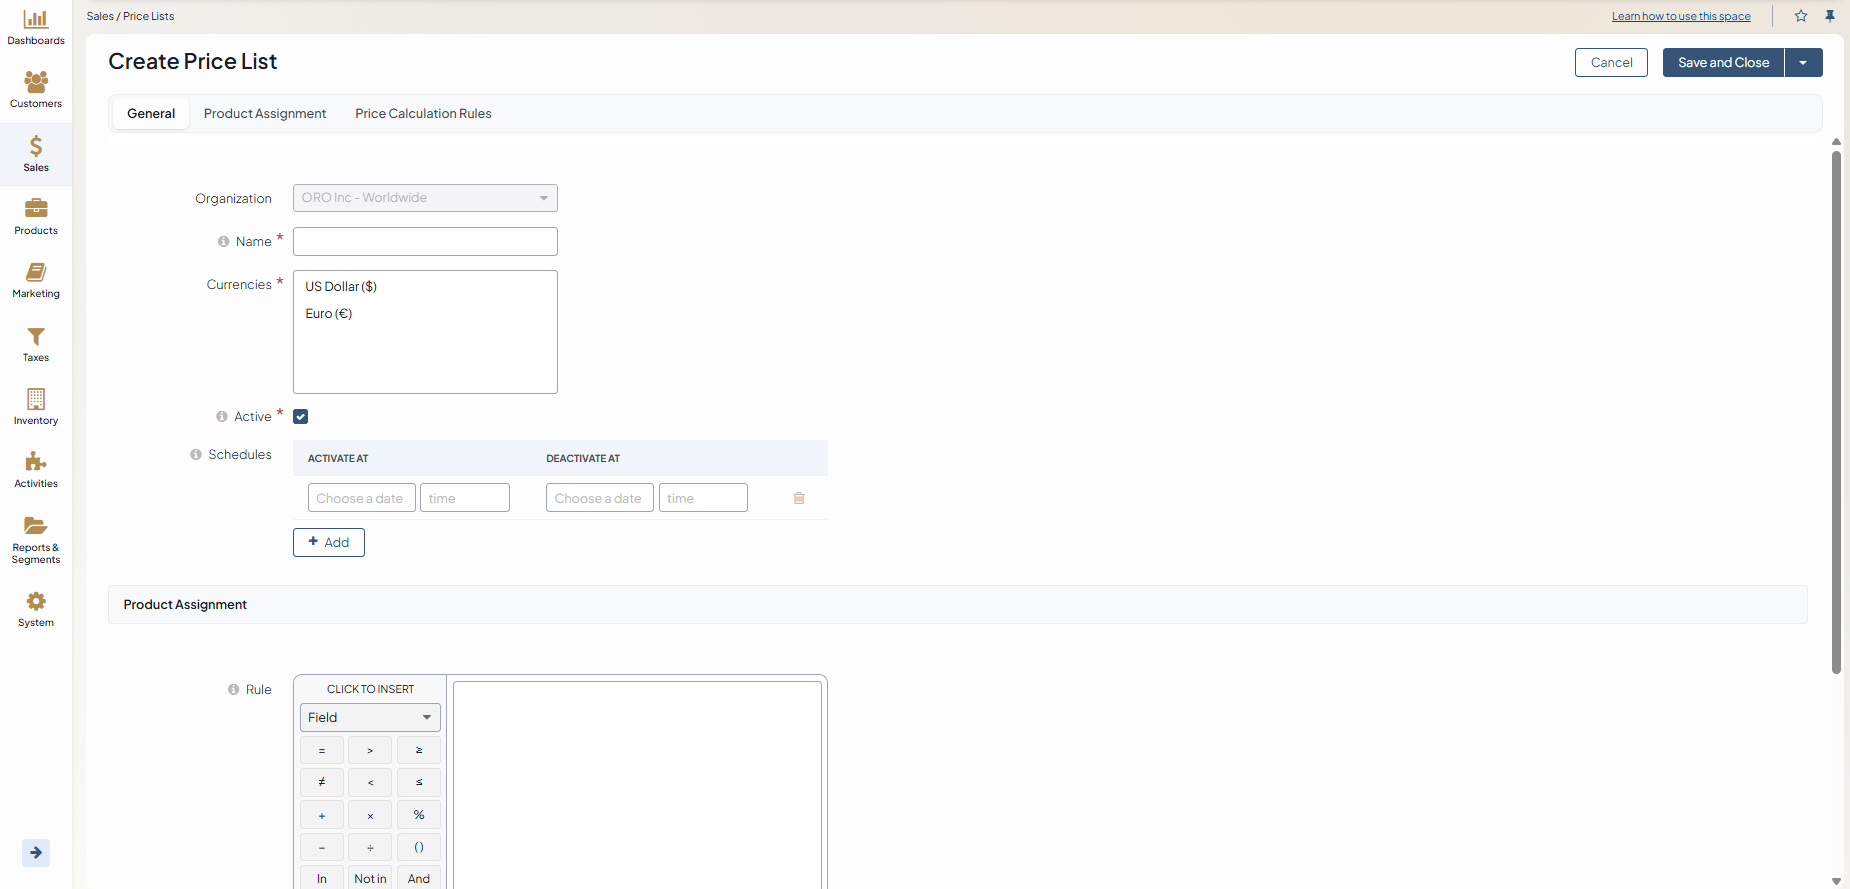 Sales / Price Lists
Learn how to use this space
Dashboards
Customers
Sales
Products
Marketing
Taxes
Inventory
Activities
Reports &
Segments
System
Create Price List
Cancel
Save and Close
General
Product Assignment
Price Calculation Rules
Organization
ORO Inc - Worldwide
Name *
Currencies *
US Dollar ($)
Euro (€)
Active *
Schedules
ACTIVATE AT
DEACTIVATE AT
Choose a date
time
Choose a date
time
+ Add
Product Assignment
Rule
CLICK TO INSERT
Field
= > ≥
≠ < ≤
+ × %
− ÷ ( )
In Not in And